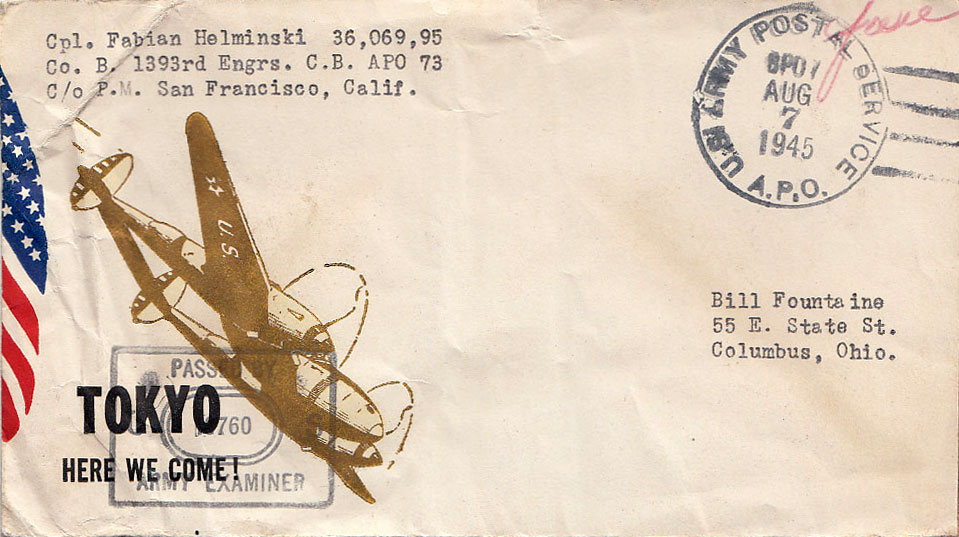 Cpl. Fabian Helminski 36,069,95
Co. B. 1393rd Engrs. C.B. APO 73
C/o P.M. San Francisco, Calif.
U.S. ARMY POSTAL SERVICE
AUG
7
1945
A.P.O.
U.S.
Bill Fountaine
55 E. State St.
Columbus, Ohio.
PASSED BY
760
ARMY EXAMINER
TOKYO
HERE WE COME!